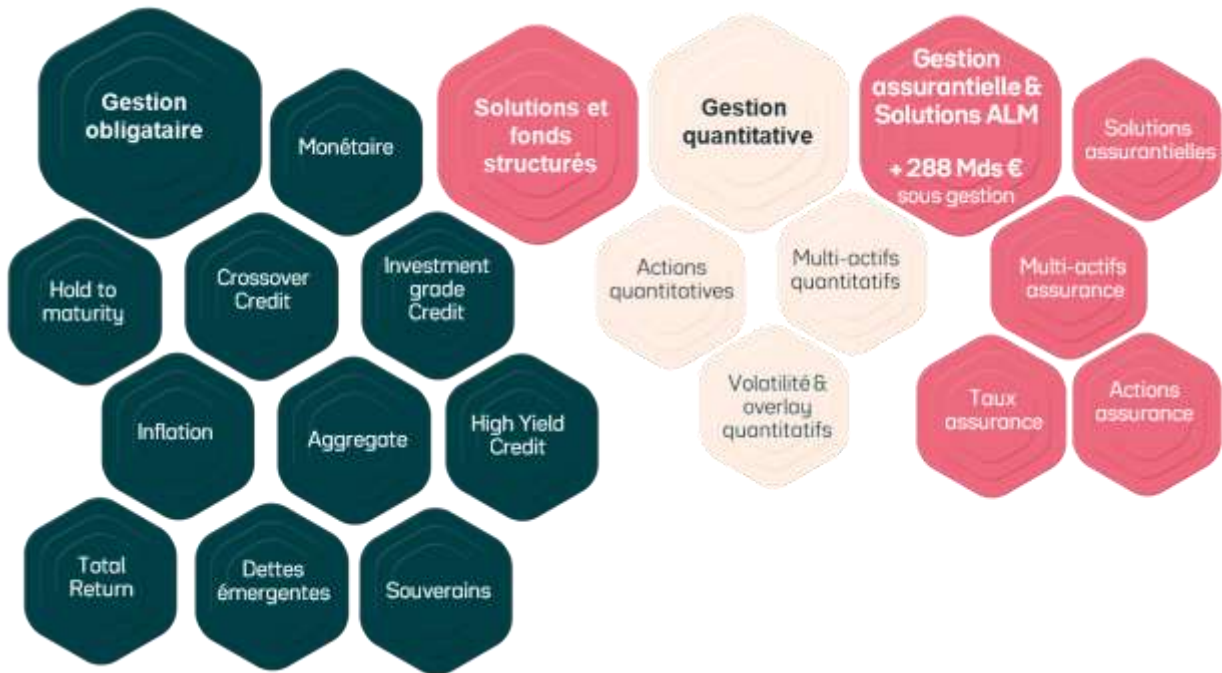 Gestion
obligataire
Monétaire
Hold to
maturity
Crossover
Credit
Investment
grade
Credit
Inflation
Aggregate
High Yield
Credit
Total
Return
Dettes
émergentes
Souverains
Solutions et
fonds
structurés
Gestion
quantitative
Actions
quantitatives
Multi-actifs
quantitatifs
Volatilité &
overlay
quantitatifs
Gestion
assurantielle &
Solutions ALM
+ 288 Mds €
sous gestion
Solutions
assurantielles
Multi-actifs
assurance
Taux
assurance
Actions
assurance